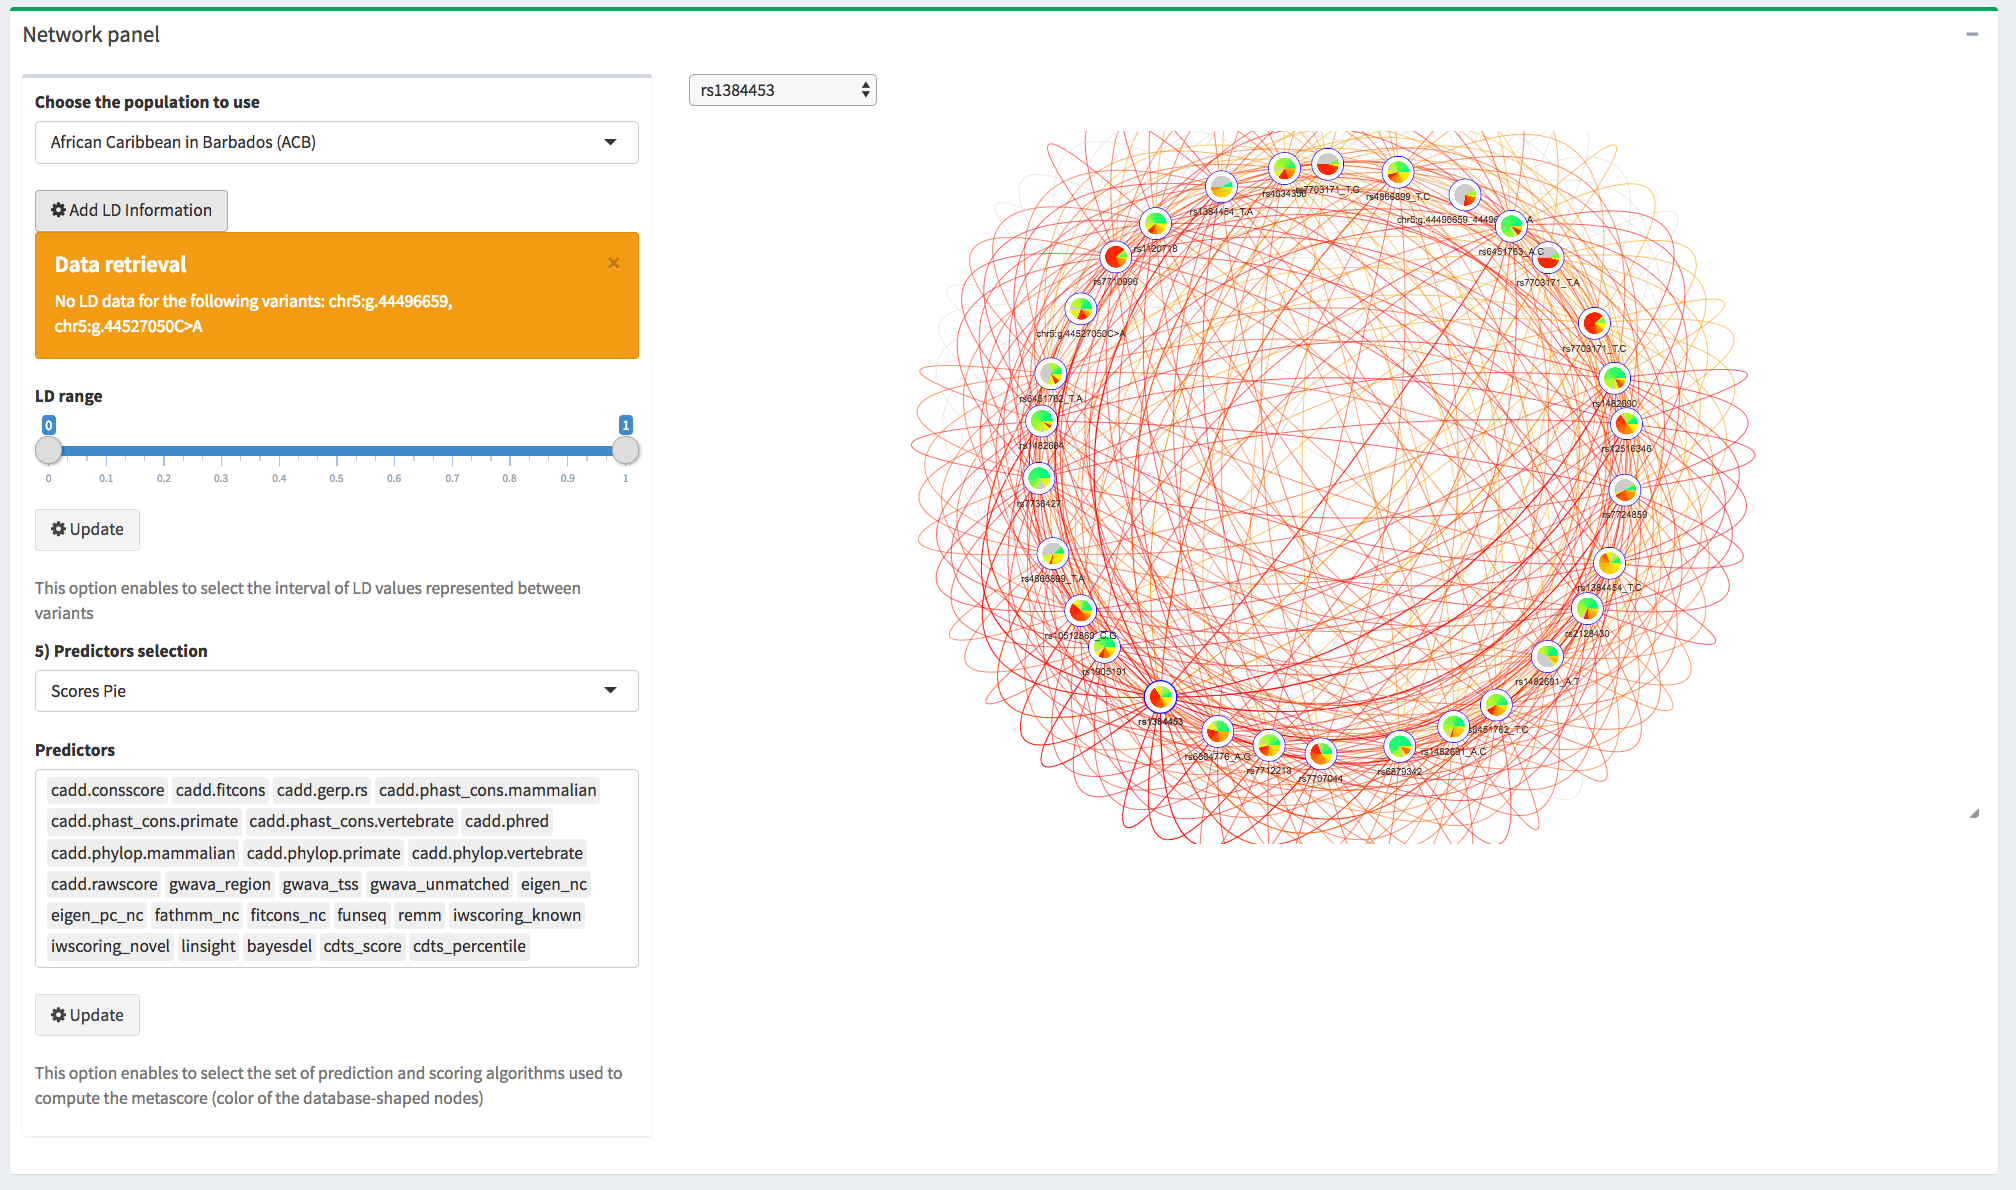 Network panel
Choose the population to use
African Caribbean in Barbados (ACB)
Add LD Information
Data retrieval
×
No LD data for the following variants: chr5:g.44496659,
chr5:g.44527050C>A
LD range
0
1
0 0.1 0.2 0.3 0.4 0.5 0.6 0.7 0.8 0.9 1
Update
This option enables to select the interval of LD values represented between
variants
5) Predictors selection
Scores Pie
Predictors
cadd.consscore cadd.fitcons cadd.gerp.rs cadd.phast_cons.mammalian
cadd.phast_cons.primate cadd.phast_cons.vertebrate cadd.phred
cadd.phylop.mammalian cadd.phylop.primate cadd.phylop.vertebrate
cadd.rawscore gwava_region gwava_tss gwava_unmatched eigen_nc
eigen_pc_nc fathmm_nc fitcons_nc funseq remm iwscoring_known
iwscoring_novel linsight bayesdel cdts_score cdts_percentile
Update
This option enables to select the set of prediction and scoring algorithms used to
compute the metascore (color of the database-shaped nodes)
rs1384453
rs7703171_T.G
rs4866899_T.C
rs1384454_T.A
rs6451763_A.C
rs1120718
rs7710996
rs7703171_T.A
chr5:g.44527050C>A
rs7703171_T.C
rs6451762_T.A
rs1482690
rs1482684
rs12516346
rs7736427
rs7724859
rs4866899_T.A
rs1384454_T.C
rs10512860_C.G
rs2128430
rs1905191
rs1482691_A.T
rs1384453
rs6451762_T.C
rs6864776_A.G
rs1482691_A.C
rs7712213
rs7707044
rs6879342